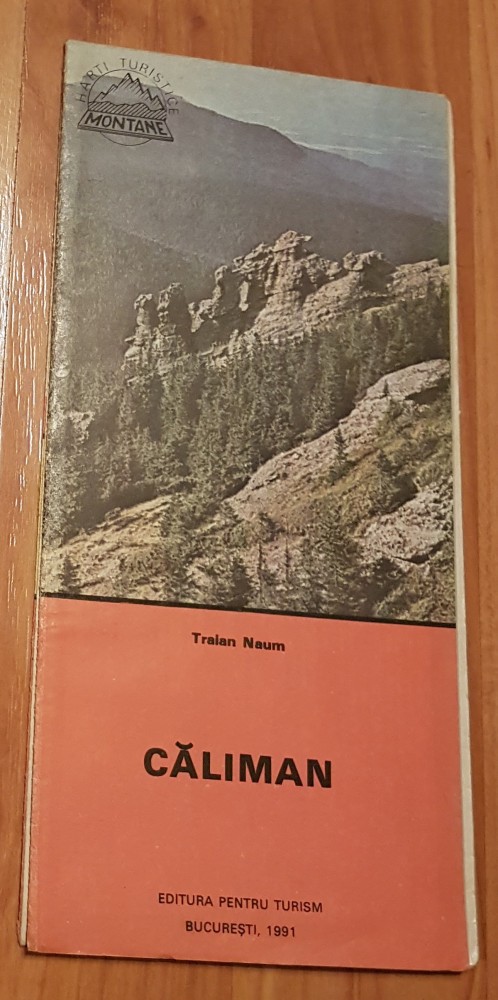 HĂRȚI TURISTICE
MONTANE
Traian Naum
CĂLIMAN
EDITURA PENTRU TURISM
BUCUREȘTI, 1991